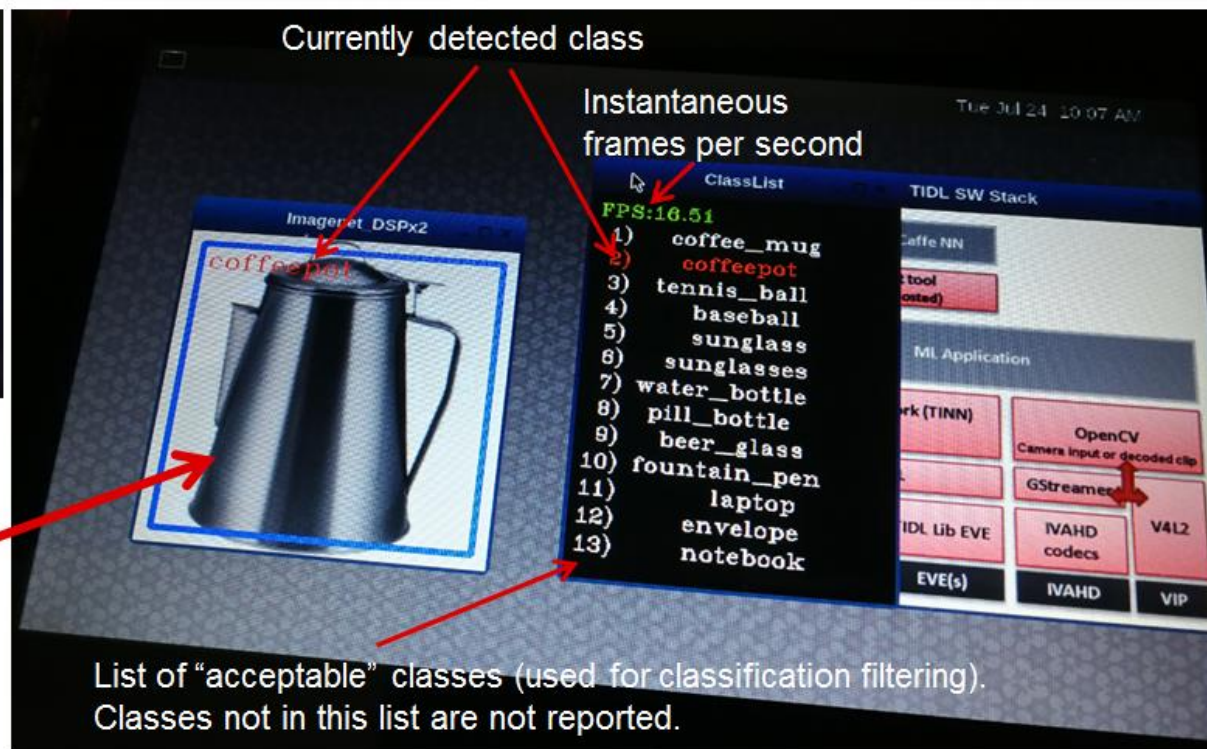 Currently detected class
Instantaneous
frames per second
Tue Jul 24 10:07 AM
Imagenet_DSPx2
coffeepot
ClassList
FPS:16.51
1) coffee_mug
2) coffeepot
3) tennis_ball
4) baseball
5) sunglass
6) sunglasses
7) water_bottle
8) pill_bottle
9) beer_glass
10) fountain_pen
11) laptop
12) envelope
13) notebook
TIDL SW Stack
Caffe NN
tool
ML Application
(TINN)
OpenCV
Camera input or decoded clip
GStreamer
V4L2
TIDL Lib EVE
IVAHD
codecs
EVE(s)
IVAHD
VIP
List of “acceptable” classes (used for classification filtering).
Classes not in this list are not reported.